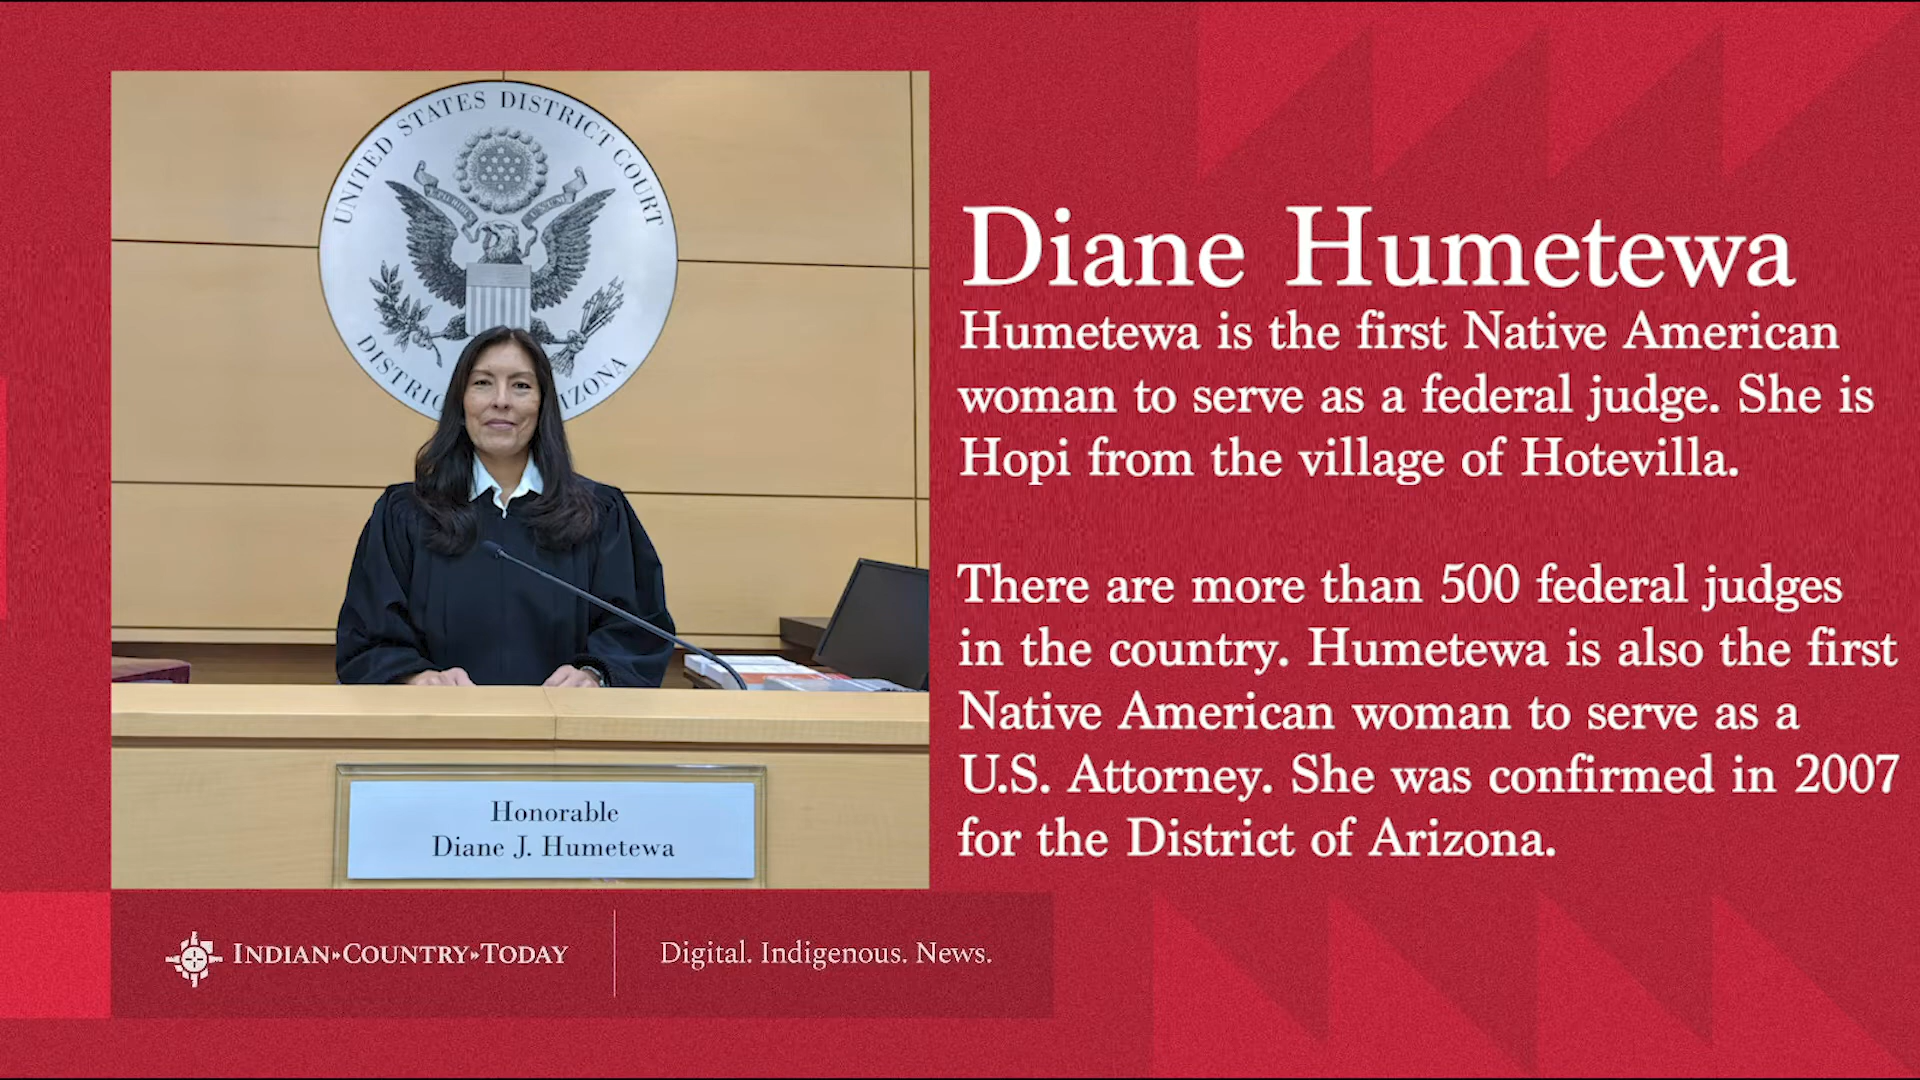 UNITED STATES DISTRICT COURT
DISTRIC
IZONA
Diane Humetewa
Humetewa is the first Native American
woman to serve as a federal judge. She is
Hopi from the village of Hotevilla.
There are more than 500 federal judges
in the country. Humetewa is also the first
Native American woman to serve as a
U.S. Attorney. She was confirmed in 2007
for the District of Arizona.
Honorable
Diane J. Humetewa
INDIAN COUNTRY TODAY
Digital. Indigenous. News.